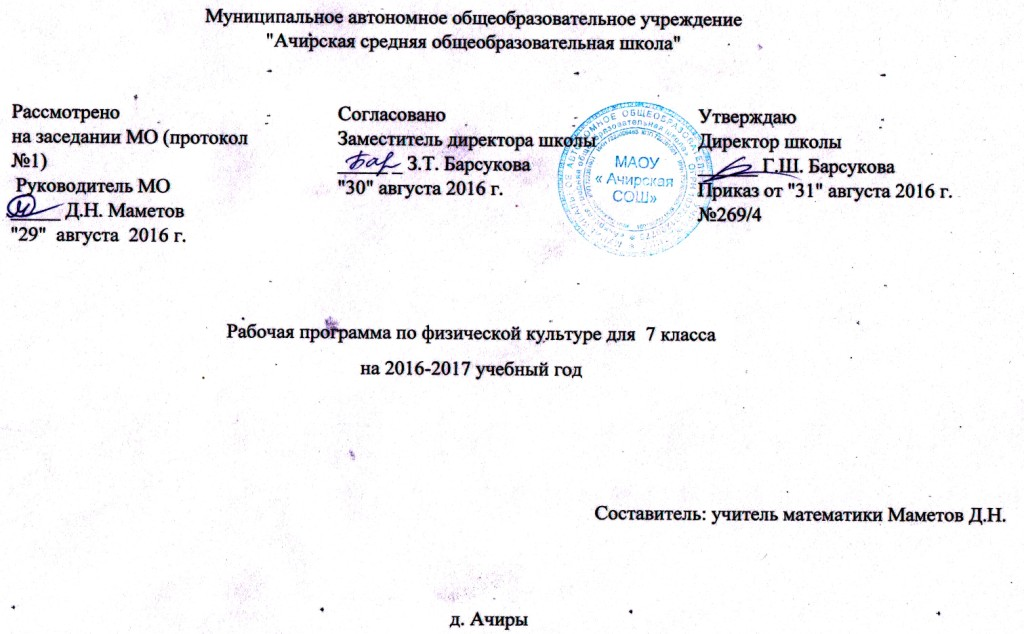 Муниципальное автономное общеобразовательное учреждение
"Ачирская средняя общеобразовательная школа"
Рассмотрено
на заседании МО (протокол
№1)
Руководитель МО
Д.Н. Маметов
"29" августа 2016 г.
Согласовано
Заместитель директора школы
Бар З.Т. Барсукова
"30" августа 2016 г.
МАОУ
« Ачирская
СОШ»
Утверждаю
Директор школы
Г.Ш. Барсукова
Приказ от "31" августа 2016 г.
№269/4
Рабочая программа по физической культуре для 7 класса
на 2016-2017 учебный год
Составитель: учитель математики Маметов Д.Н.
д. Ачиры